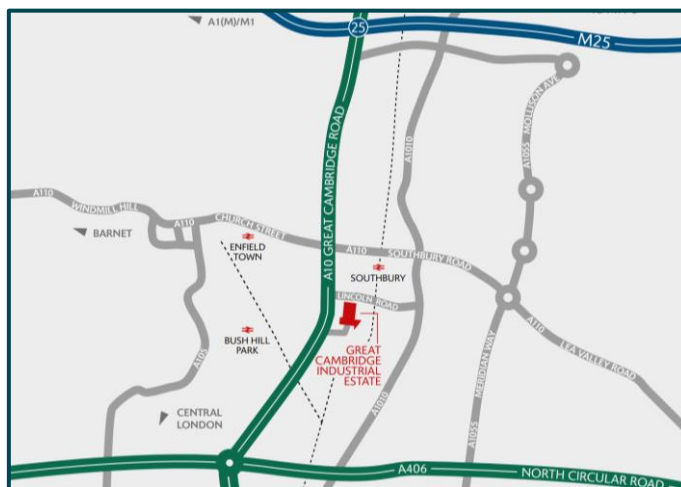 A1(M)/M1
25
M25
A10 GREAT CAMBRIDGE ROAD
A1010
A1055
MOLLISON AVE
A110
WINDMILL HILL
A110
CHURCH STREET
BARNET
ENFIELD
TOWN
A110
SOUTHBURY ROAD
SOUTHBURY
LINCOLN ROAD
BUSH HILL
PARK
GREAT
CAMBRIDGE
INDUSTRIAL
ESTATE
A110
LEA VALLEY ROAD
MERIDIAN WAY
A105
A1010
CENTRAL
LONDON
A1055
A406
NORTH CIRCULAR ROAD